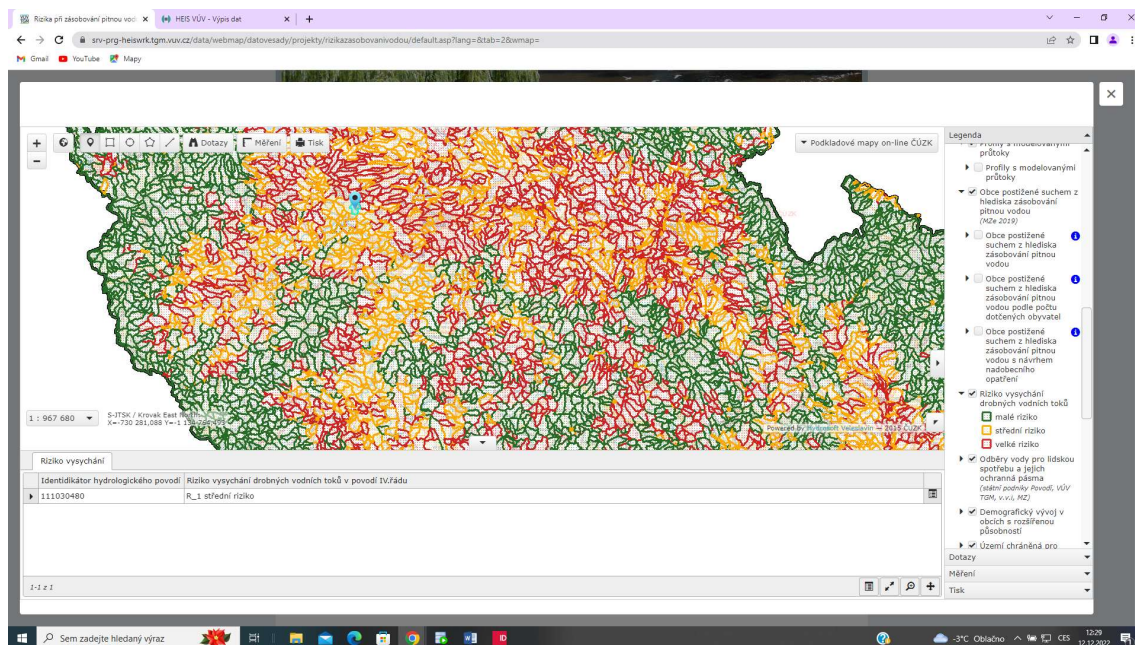 Rizika při zásobování pitnou vod
HEIS VÚV - Výpis dat
srv-prg-heiswrk.tgm.vuv.cz/data/webmap/datovesady/projekty/rizikazasobovanivodou/default.asp?lang=&tab=2&wmap=
Gmail
YouTube
Mapy
Dotazy
Měření
Tisk
Podkladové mapy on-line ČÚZK
1 : 967 680
S-JTSK / Krovak East North
X=-730 281,088 Y=-1
Powered by Hydrosoft Veleslavín — 2015 ČÚZK
Legenda
Profily s modelovanými
průtoky
Profily s modelovanými
průtoky
Obce postižené suchem z
hlediska zásobování
pitnou vodou
(MZe 2019)
Obce postižené
suchem z hlediska
zásobování pitnou
vodou
Obce postižené
suchem z hlediska
zásobování pitnou
vodou podle počtu
dotčených obyvatel
Obce postižené
suchem z hlediska
zásobování pitnou
vodou s návrhem
nadobecního
opatření
Riziko vysychání
drobných vodních toků
malé riziko
střední riziko
velké riziko
Odběry vody pro lidskou
spotřebu a jejich
ochranná pásma
(státní podniky Povodí, VÚV
TGM, v.v.i, MZ)
Demografický vývoj v
obcích s rozšířenou
působností
Území chráněná pro
Dotazy
Měření
Tisk
Riziko vysychání
Identidikátor hydrologického povodí
Riziko vysychání drobných vodních toků v povodí IV.řádu
111030480
R_1 střední riziko
1-1 z 1
Sem zadejte hledaný výraz
-3°C Oblačno
CES
12:29
12.12.2022